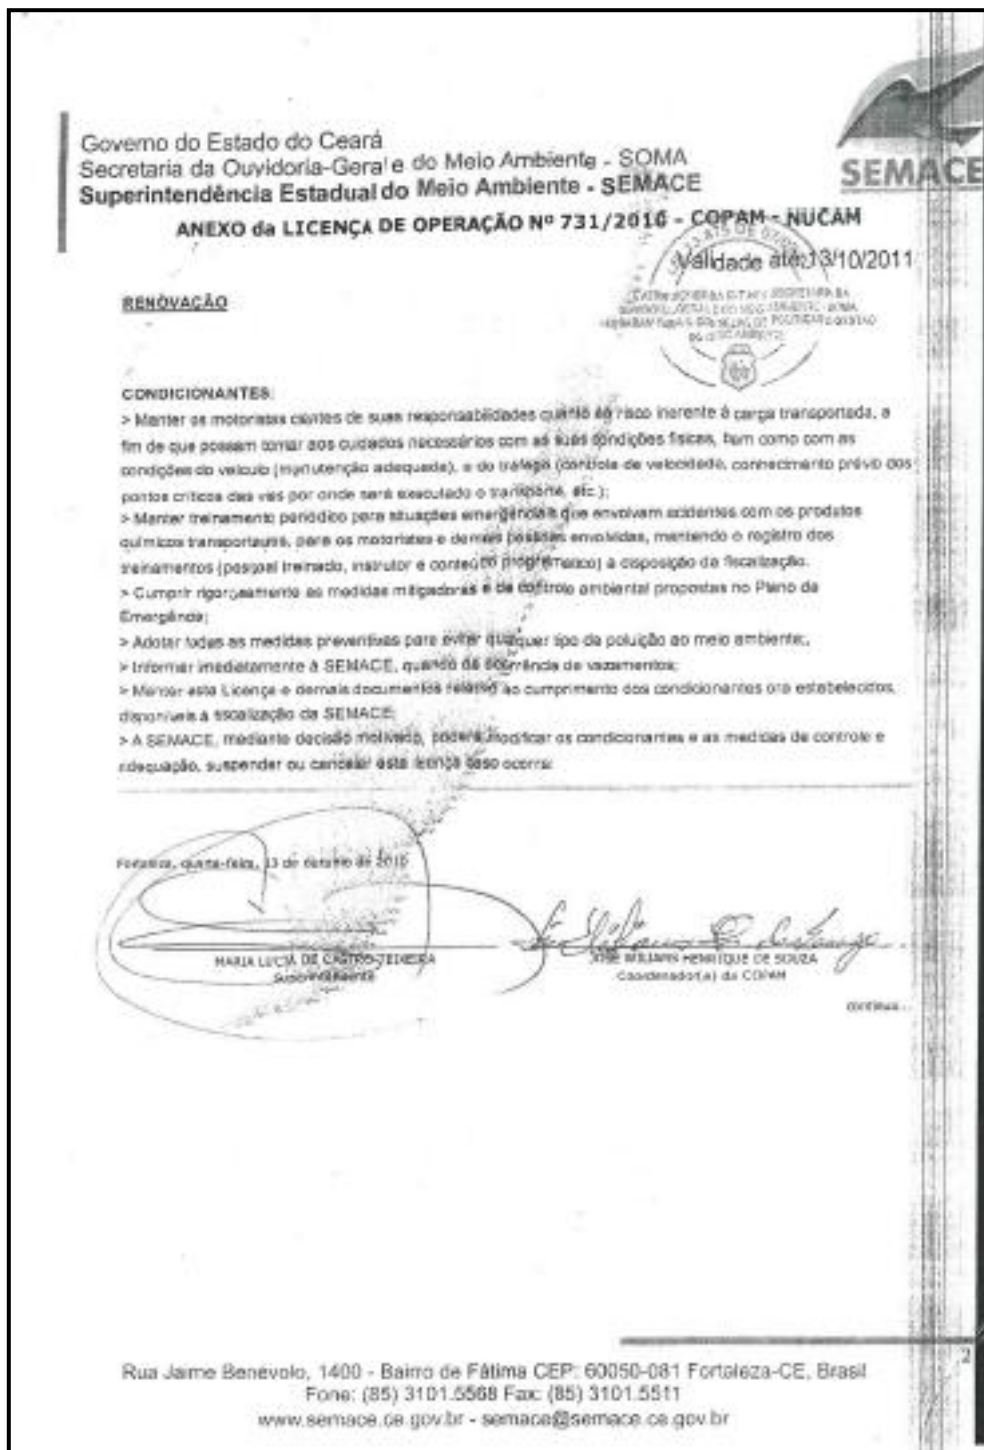 Governo do Estado do Ceará
Secretaria da Ouvidoria-Geral e do Meio Ambiente - SOMA
Superintendência Estadual do Meio Ambiente - SEMACE
SEMACE
ANEXO da LICENÇA DE OPERAÇÃO Nº 731/2010 - COPAM - NUCAM
Validade até:13/10/2011
RENOVAÇÃO
CONDICIONANTES:
> Manter os motoristas cientes de suas responsabilidades quanto ao risco inerente à carga transportada, a
fim de que possam tomar aos cuidados necessários com as suas condições físicas, bem como com as
condições do veículo (manutenção adequada), e do tráfego (controle de velocidade, conhecimento prévio dos
pontos críticos das vias por onde será executado o transporte, etc.);
> Manter treinamento periódico para situações emergenciais que envolvam acidentes com os produtos
químicos transportados, para os motoristas e demais pessoas envolvidas, mantendo o registro dos
treinamentos (pessoal treinado, instrutor e conteúdo programático) à disposição da fiscalização.
> Cumprir rigorosamente as medidas mitigadoras e de controle ambiental propostas no Plano de
Emergência;
> Adotar todas as medidas preventivas para evitar qualquer tipo de poluição ao meio ambiente;
> Informar imediatamente à SEMACE, quando da ocorrência de vazamentos;
> Manter esta Licença e demais documentos relativo ao cumprimento dos condicionantes ora estabelecidos,
disponíveis à fiscalização da SEMACE;
> A SEMACE, mediante decisão motivada, poderá modificar os condicionantes e as medidas de controle e
adequação, suspender ou cancelar esta licença caso ocorra:
Fortaleza, quarta-feira, 13 de outubro de 2010
MARIA LUCIA DE CASTRO TEIXEIRA
Superintendente
JOSÉ WILIAMS HENRIQUE DE SOUZA
Coordenador(a) da COPAM
continua...
2
Rua Jaime Benévolo, 1400 - Bairro de Fátima CEP: 60050-081 Fortaleza-CE, Brasil
Fone: (85) 3101.5568 Fax: (85) 3101.5511
www.semace.ce.gov.br - semace@semace.ce.gov.br